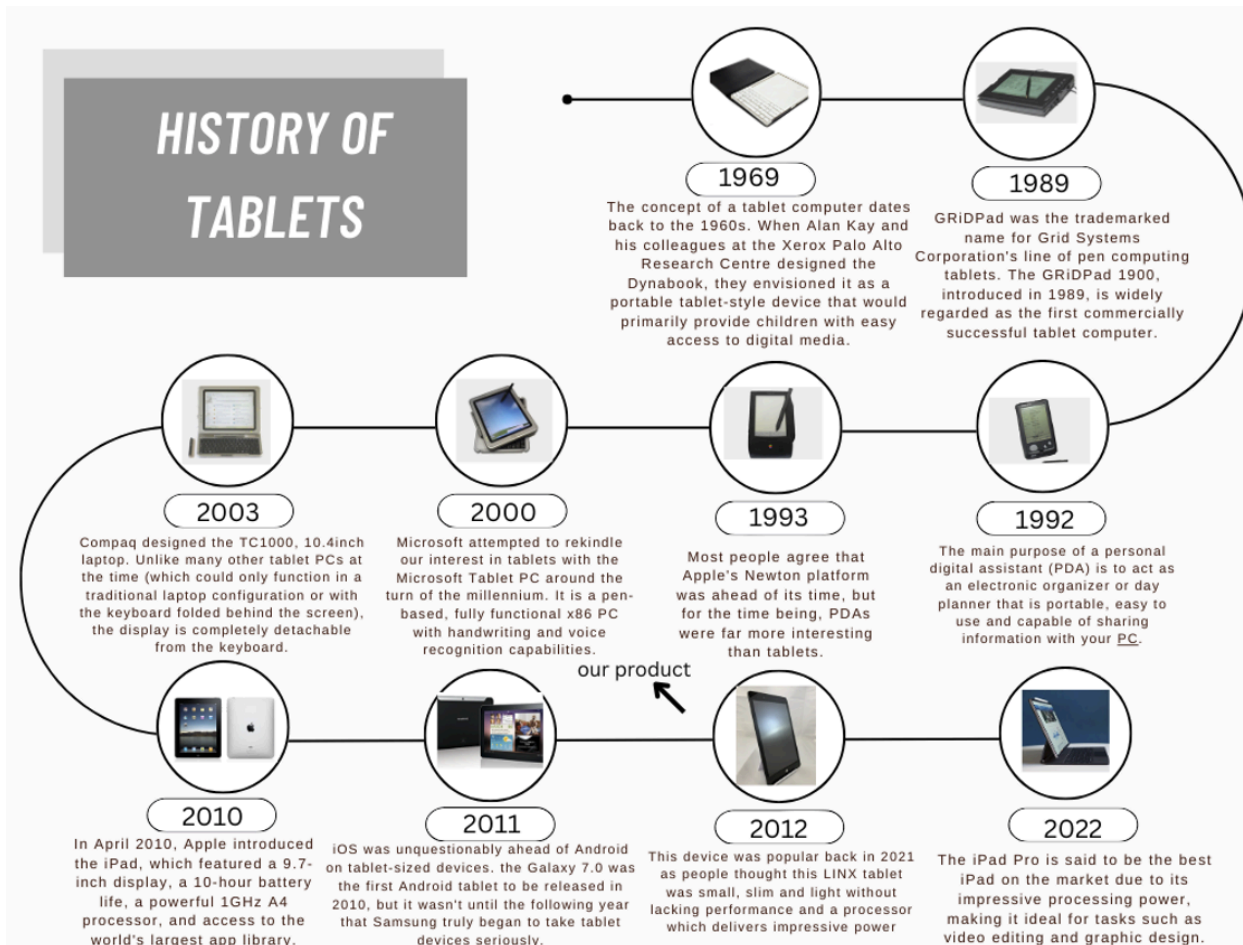 HISTORY OF
TABLETS
1969
The concept of a tablet computer dates
back to the 1960s. When Alan Kay and
his colleagues at the Xerox Palo Alto
Research Centre designed the
Dynabook, they envisioned it as a
portable tablet-style device that would
primarily provide children with easy
access to digital media.
1989
GRiDPad was the trademarked
name for Grid Systems
Corporation's line of pen computing
tablets. The GRiDPad 1900,
introduced in 1989, is widely
regarded as the first commercially
successful tablet computer.
1992
The main purpose of a personal
digital assistant (PDA) is to act as
an electronic organizer or day
planner that is portable, easy to
use and capable of sharing
information with your PC.
1993
Most people agree that
Apple's Newton platform
was ahead of its time, but
for the time being, PDAs
were far more interesting
than tablets.
2000
Microsoft attempted to rekindle
our interest in tablets with the
Microsoft Tablet PC around the
turn of the millennium. It is a pen-
based, fully functional x86 PC
with handwriting and voice
recognition capabilities.
2003
Compaq designed the TC1000, 10.4inch
laptop. Unlike many other tablet PCs at
the time (which could only function in a
traditional laptop configuration or with
the keyboard folded behind the screen),
the display is completely detachable
from the keyboard.
2010
In April 2010, Apple introduced
the iPad, which featured a 9.7-
inch display, a 10-hour battery
life, a powerful 1GHz A4
processor, and access to the
world's largest app library.
2011
iOS was unquestionably ahead of Android
on tablet-sized devices. the Galaxy 7.0 was
the first Android tablet to be released in
2010, but it wasn't until the following year
that Samsung truly began to take tablet
devices seriously.
our product
2012
This device was popular back in 2021
as people thought this LINX tablet
was small, slim and light without
lacking performance and a processor
which delivers impressive power
2022
The iPad Pro is said to be the best
iPad on the market due to its
impressive processing power,
making it ideal for tasks such as
video editing and graphic design.